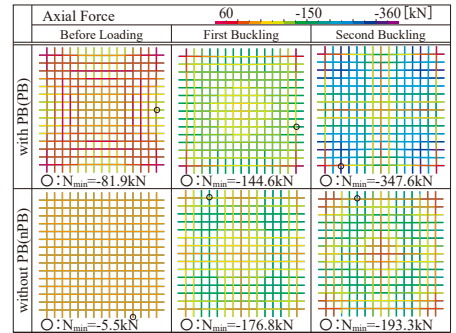 Axial Force 60 -150 -360 [kN]
Before Loading First Buckling Second Buckling
with PB(PB)
O:Nmin=-81.9kN O:Nmin=-144.6kN O:Nmin=-347.6kN
without PB(nPB)
O:Nmin=-5.5kN O:Nmin=-176.8kN O:Nmin=-193.3kN